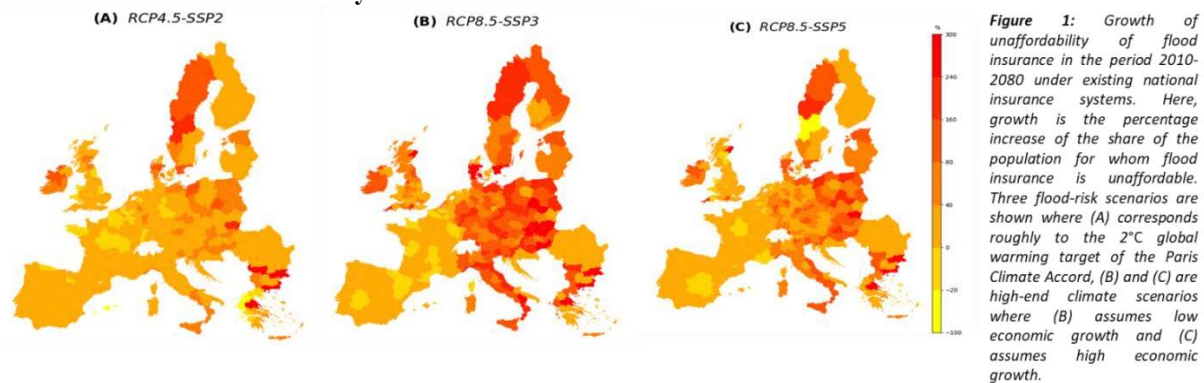 (A) RCP4.5-SSP2
(B) RCP8.5-SSP3
(C) RCP8.5-SSP5
%
300
240
160
80
40
0
−20
−100
Figure 1: Growth of
unaffordability of flood
insurance in the period 2010-
2080 under existing national
insurance systems. Here,
growth is the percentage
increase of the share of the
population for whom flood
insurance is unaffordable.
Three flood-risk scenarios are
shown where (A) corresponds
roughly to the 2°C global
warming target of the Paris
Climate Accord, (B) and (C) are
high-end climate scenarios
where (B) assumes low
economic growth and (C)
assumes high economic
growth.